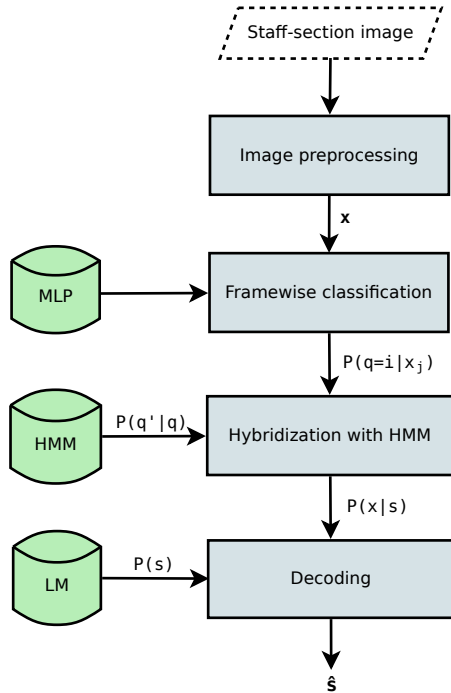 Staff-section image
Image preprocessing
x
MLP
Framewise classification
P(q=i|xⱼ)
HMM
P(q'|q)
Hybridization with HMM
P(x|s)
LM
P(s)
Decoding
ŝ